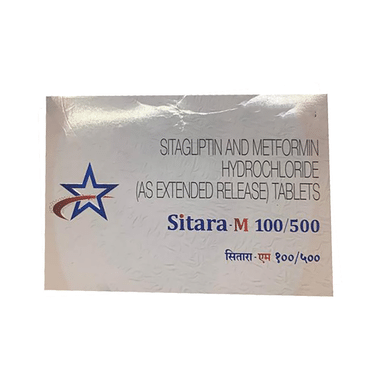 SITAGLIPTIN AND METFORMIN
HYDROCHLORIDE
(AS EXTENDED RELEASE) TABLETS
Sitara-M 100/500
सितारा-एम १००/५००